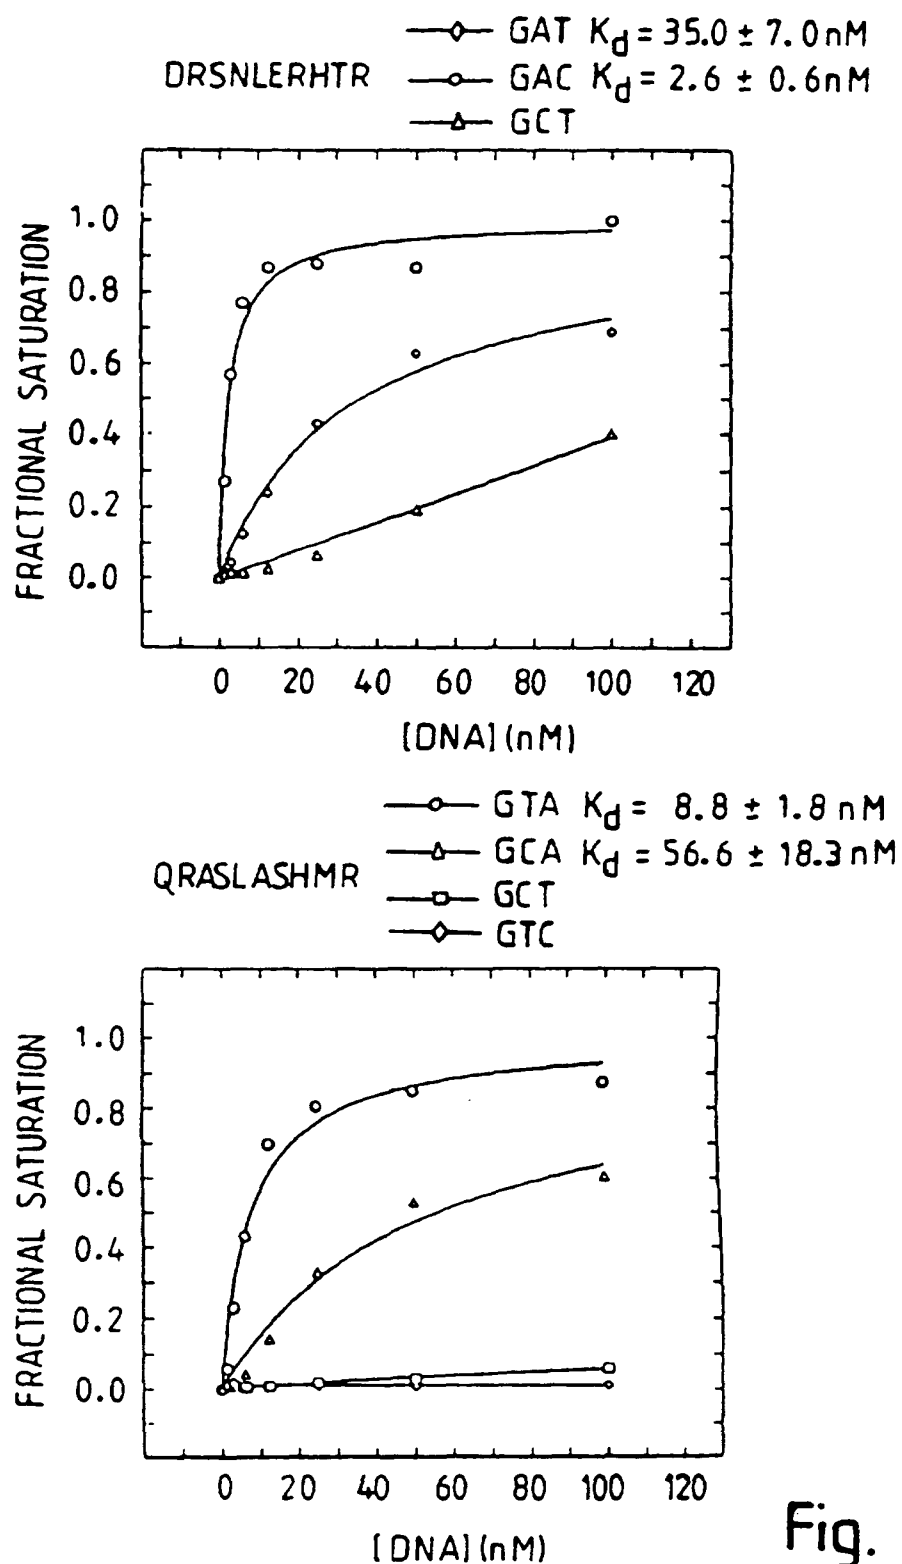 GAT Kd = 35.0 ± 7.0 nM
DRSNLERHTR
GAC Kd = 2.6 ± 0.6 nM
GCT
FRACTIONAL SATURATION
1.0
0.8
0.6
0.4
0.2
0.0
0 20 40 60 80 100 120
[DNA] (nM)
GTA Kd = 8.8 ± 1.8 nM
GCA Kd = 56.6 ± 18.3 nM
QRASLASHMR
GCT
GTC
FRACTIONAL SATURATION
1.0
0.8
0.6
0.4
0.2
0.0
0 20 40 60 80 100 120
[DNA] (nM)
Fig.